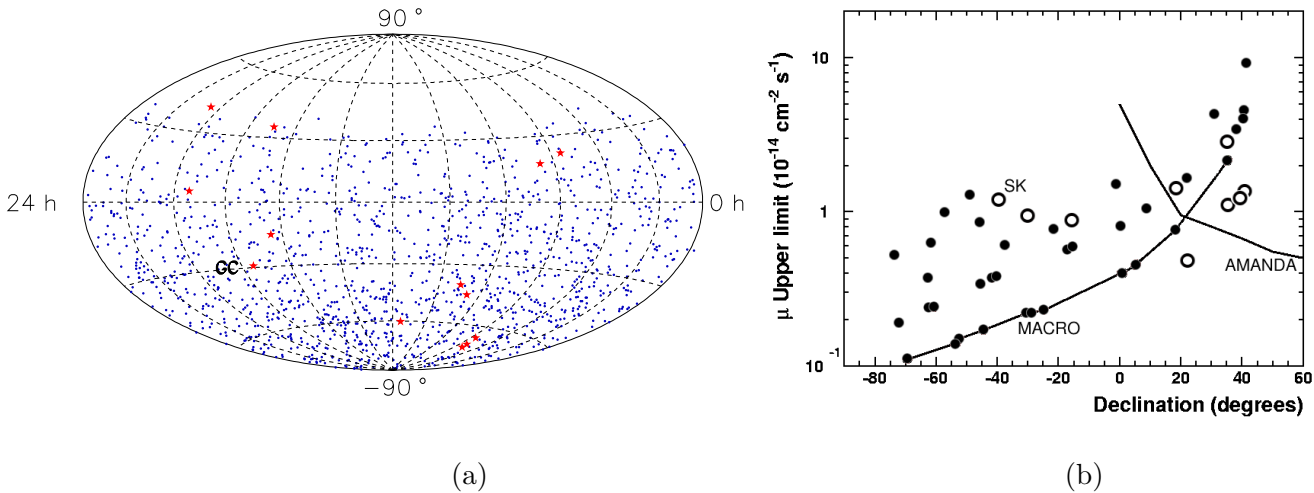 90 °
24 h
0 h
GC
−90 °
(a)
μ Upper limit (10⁻¹⁴ cm⁻² s⁻¹)
10
1
10⁻¹
SK
MACRO
AMANDA
-80 -60 -40 -20 0 20 40 60
Declination (degrees)
(b)